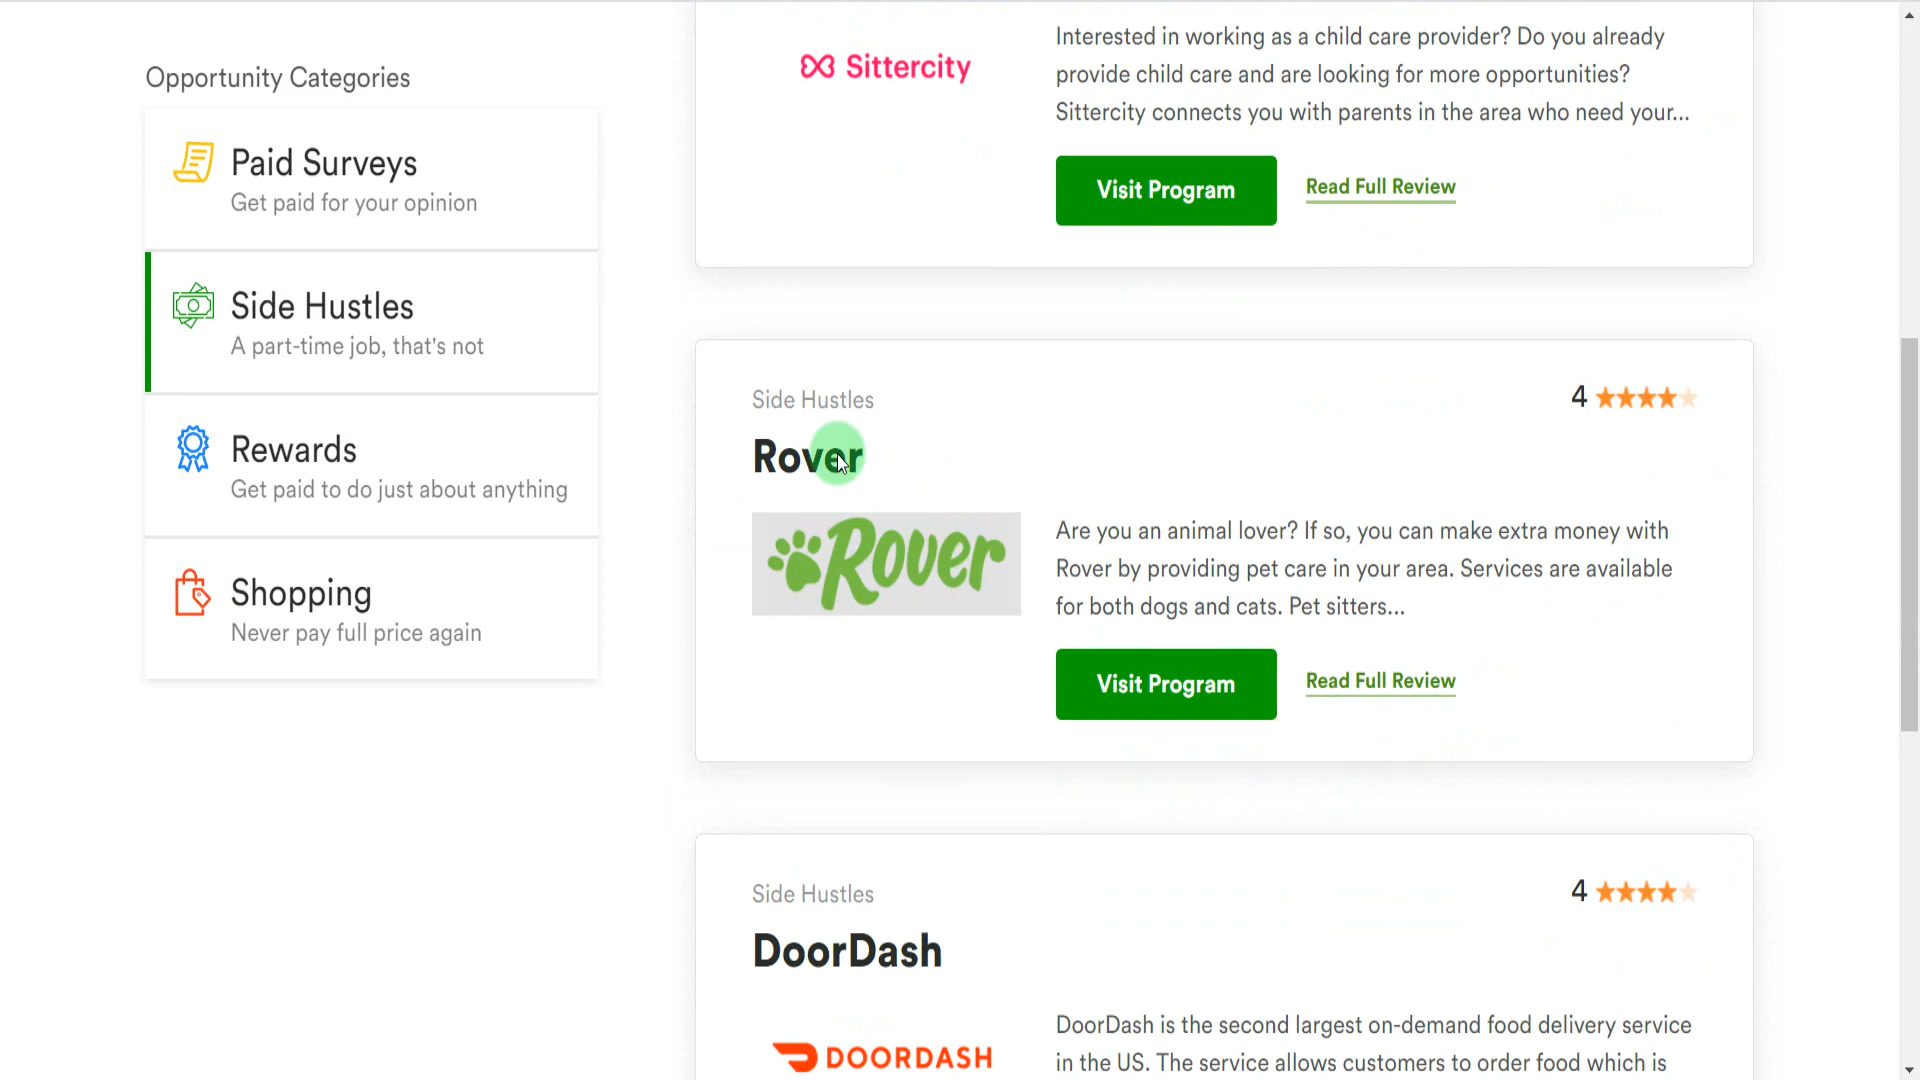 Opportunity Categories
Paid Surveys
Get paid for your opinion
Side Hustles
A part-time job, that's not
Rewards
Get paid to do just about anything
Shopping
Never pay full price again
Sittercity
Interested in working as a child care provider? Do you already
provide child care and are looking for more opportunities?
Sittercity connects you with parents in the area who need your...
Visit Program
Read Full Review
Side Hustles
4
Rover
Rover
Are you an animal lover? If so, you can make extra money with
Rover by providing pet care in your area. Services are available
for both dogs and cats. Pet sitters...
Visit Program
Read Full Review
Side Hustles
4
DoorDash
DOORDASH
DoorDash is the second largest on-demand food delivery service
in the US. The service allows customers to order food which is